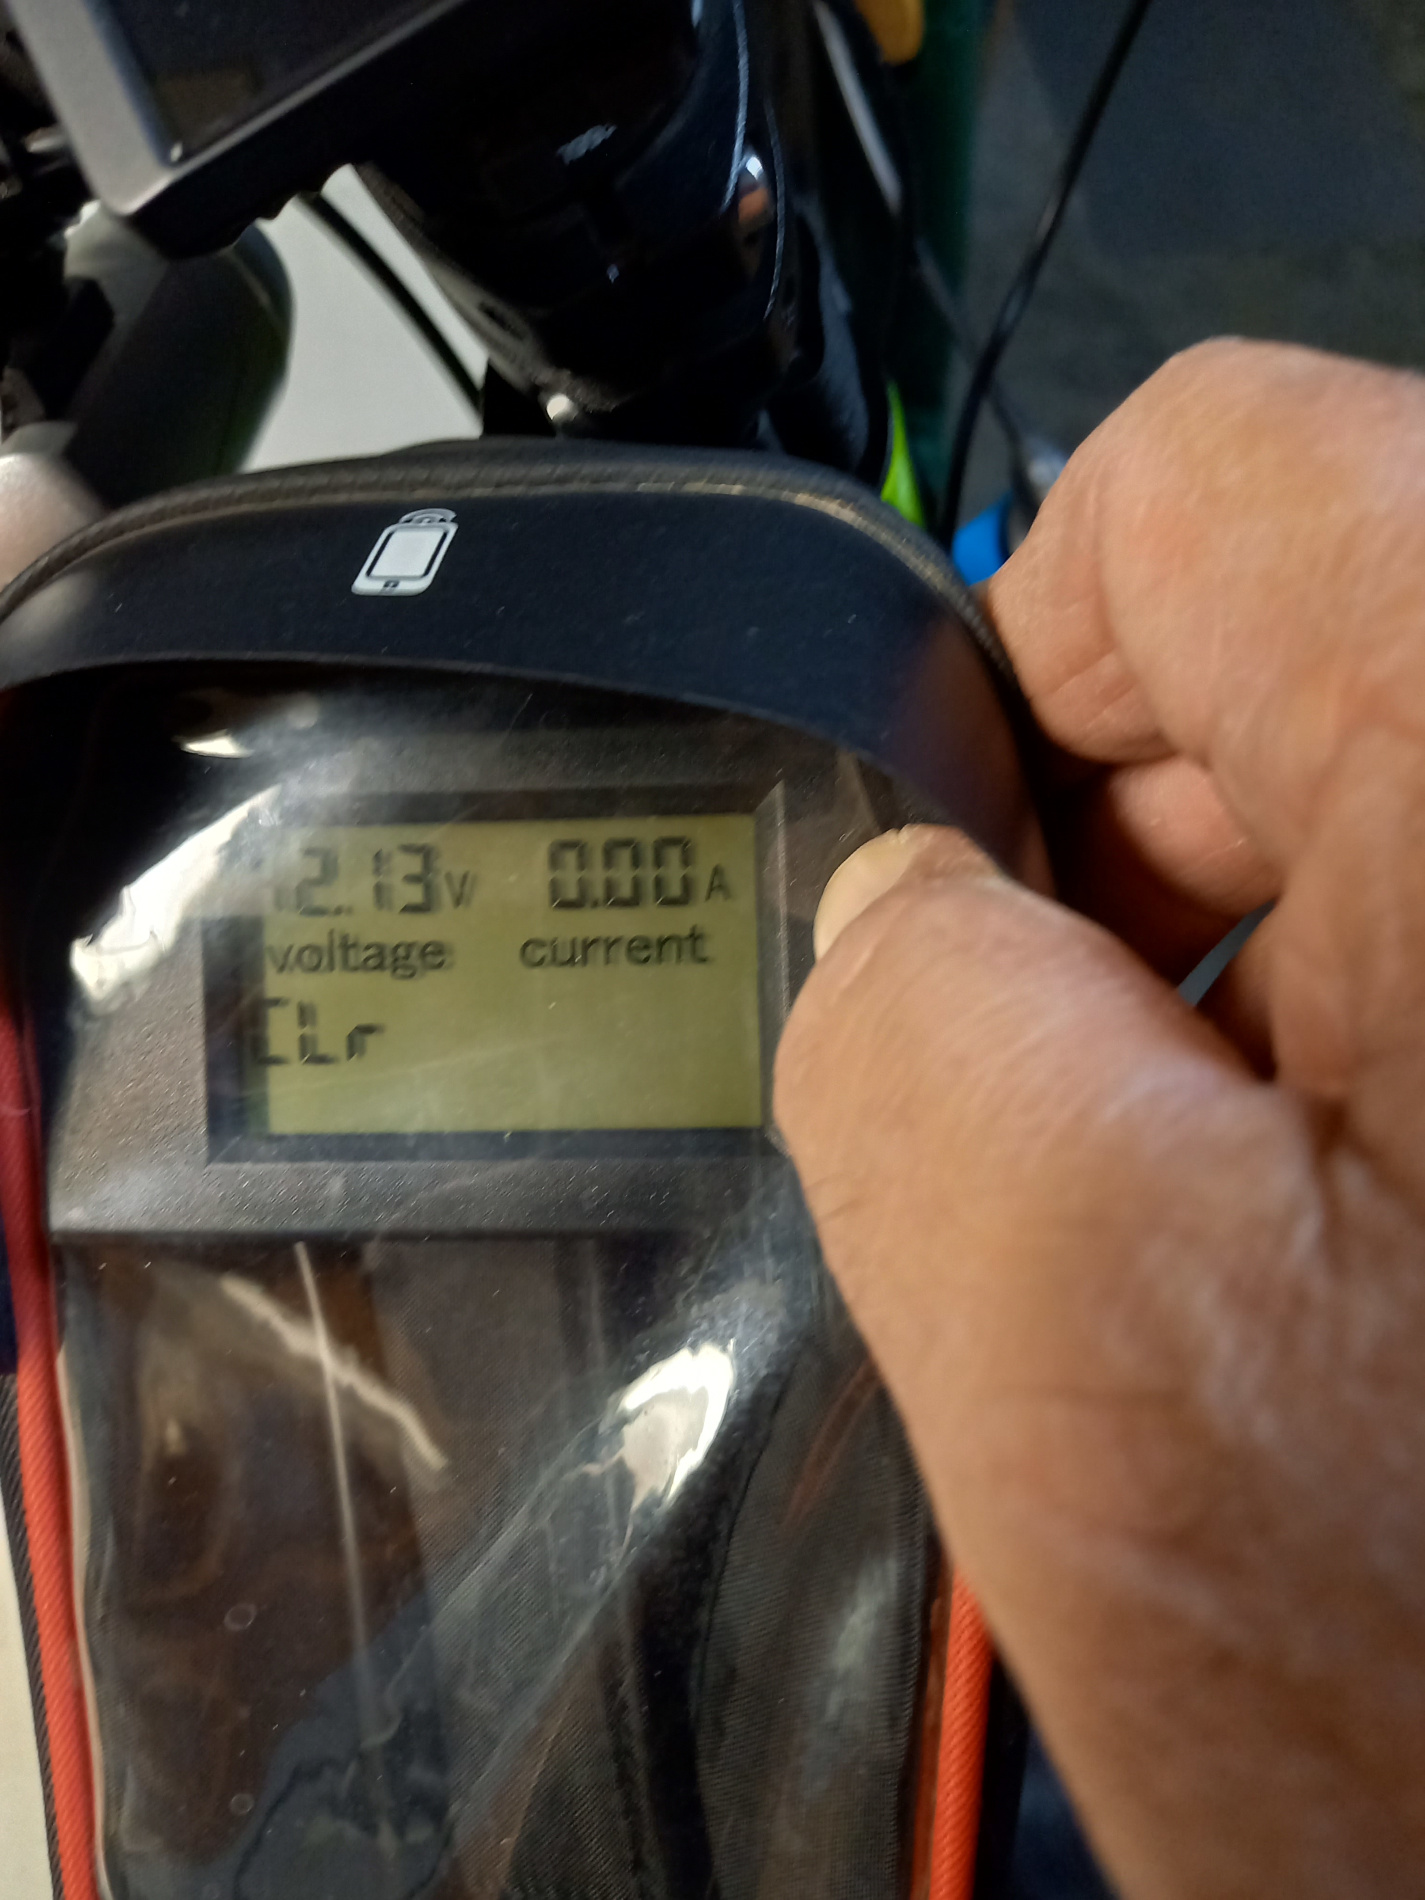 12.13V 0.00A
voltage current
CLr